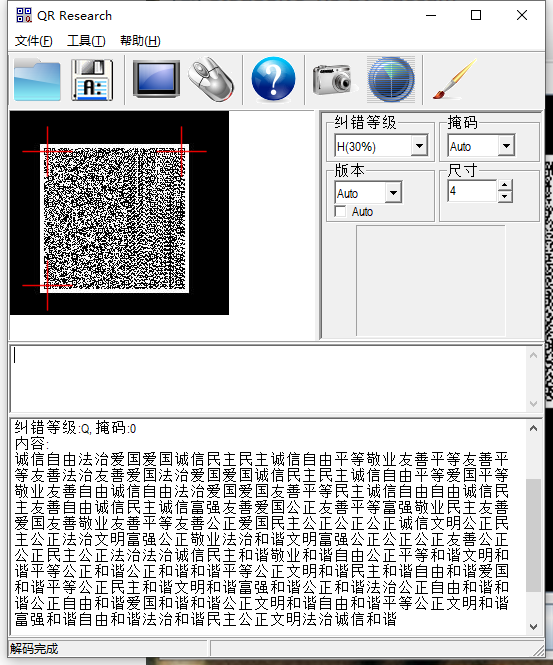 QR Research
文件(F) 工具(T) 帮助(H)
A:
纠错等级
H(30%)
掩码
Auto
版本
Auto
Auto
尺寸
4
纠错等级:Q, 掩码:0
内容:
诚信自由法治爱国爱国诚信民主民主诚信自由平等敬业友善平等友善平
等友善法治友善爱国法治爱国诚信法治友善爱国自由平等爱国平等
敬业友善自由诚信自由法治爱国爱国友善平等民主诚信自由自由诚信民
主友善自由诚信民主诚信富强友善爱国公正公正平等富强敬业民主友善
爱国友善敬业友善平等友善公正爱国民主公正公正公正诚信文明公正民
主公正法治文明富强公正敬业法治和谐文明富强公正公正公正友善公正
公正民主公正法治法治诚信民主和谐敬业和谐自由公正平等和谐文明和
谐平等公正和谐公正和谐和谐平等公正文明和谐民主和谐自由和谐爱国
和谐平等公正民主和谐文明和谐富强和谐公正和谐法治公正自由和谐和
谐公正自由和谐爱国和谐和谐公正文明和谐自由和谐平等公正文明和谐
富强和谐自由和谐法治和谐民主公正文明法治诚信和谐
解码完成